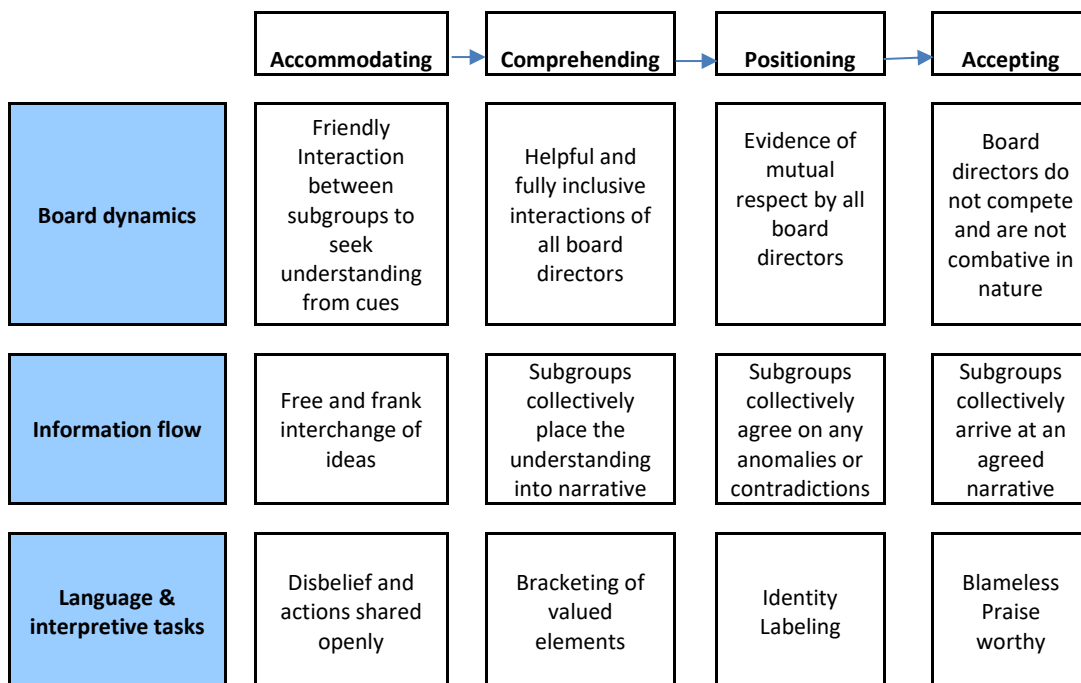 Accommodating
Comprehending
Positioning
Accepting
Board dynamics
Friendly
Interaction
between
subgroups to
seek
understanding
from cues
Helpful and
fully inclusive
interactions of
all board
directors
Evidence of
mutual
respect by all
board
directors
Board
directors do
not compete
and are not
combative in
nature
Information flow
Free and frank
interchange of
ideas
Subgroups
collectively
place the
understanding
into narrative
Subgroups
collectively
agree on any
anomalies or
contradictions
Subgroups
collectively
arrive at an
agreed
narrative
Language &
interpretive tasks
Disbelief and
actions shared
openly
Bracketing of
valued
elements
Identity
Labeling
Blameless
Praise
worthy